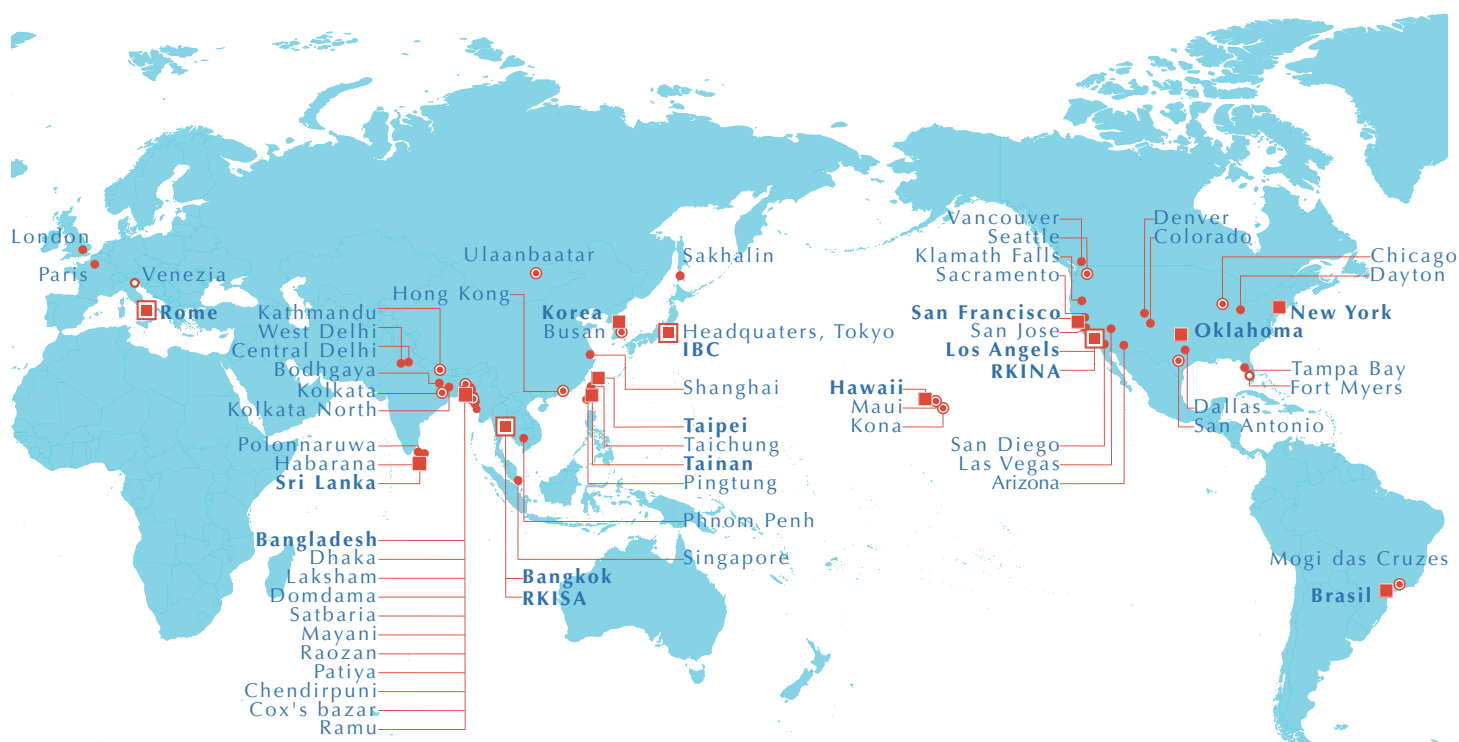 London
Paris
Venezia
Rome
Ulaanbaatar
Hong Kong
Sakhalin
Korea
Busan
Headquaters, Tokyo
IBC
Kathmandu
West Delhi
Central Delhi
Bodhgaya
Kolkata
Kolkata North
Shanghai
Taipei
Taichung
Tainan
Pingtung
Polonnaruwa
Habarana
Sri Lanka
Phnom Penh
Singapore
Bangkok
RKISA
Bangladesh
Dhaka
Laksham
Domdama
Satbaria
Mayani
Raozan
Patiya
Chendirpuni
Cox's bazar
Ramu
Vancouver
Seattle
Klamath Falls
Sacramento
San Francisco
San Jose
Los Angels
RKINA
Hawaii
Maui
Kona
San Diego
Las Vegas
Arizona
Denver
Colorado
Chicago
Dayton
New York
Oklahoma
Tampa Bay
Fort Myers
Dallas
San Antonio
Mogi das Cruzes
Brasil